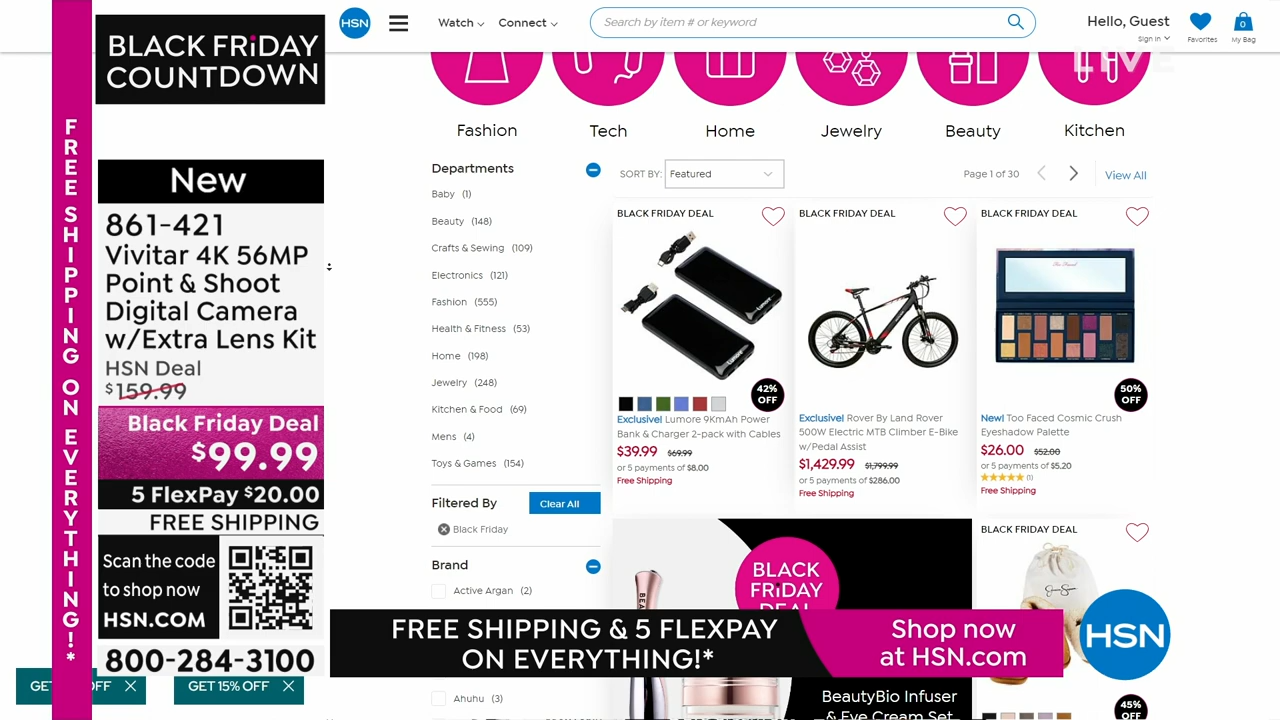 FREE SHIPPING ON EVERYTHING!*
BLACK FRiDAY
COUNTDOWN
New
861-421
Vivitar 4K 56MP
Point & Shoot
Digital Camera
w/Extra Lens Kit
HSN Deal
$159.99
Black Friday Deal
$99.99
5 FlexPay $20.00
FREE SHIPPING
Scan the code
to shop now
HSN.COM
800-284-3100
GET
OFF
GET 15% OFF
HSN
Watch
Connect
Search by item # or keyword
Hello, Guest
Sign in
Favorites
0
My Bag
LIVE
Fashion
Tech
Home
Jewelry
Beauty
Kitchen
Departments
Baby (1)
Beauty (148)
Crafts & Sewing (109)
Electronics (121)
Fashion (555)
Health & Fitness (53)
Home (198)
Jewelry (248)
Kitchen & Food (69)
Mens (4)
Toys & Games (154)
Filtered By
Clear All
Black Friday
Brand
Active Argan (2)
Ahuhu (3)
SORT BY:
Featured
Page 1 of 30
View All
BLACK FRIDAY DEAL
Lumore
Lumore
42%
OFF
Exclusive! Lumore 9KmAh Power
Bank & Charger 2-pack with Cables
$39.99 $69.99
or 5 payments of $8.00
Free Shipping
BLACK FRIDAY DEAL
Exclusive! Rover By Land Rover
500W Electric MTB Climber E-Bike
w/Pedal Assist
$1,429.99 $1,799.99
or 5 payments of $286.00
Free Shipping
BLACK FRIDAY DEAL
50%
OFF
New! Too Faced Cosmic Crush
Eyeshadow Palette
$26.00 $52.00
or 5 payments of $5.20
(1)
Free Shipping
BLACK
FRiDAY
DEAL
BeautyBio Infuser
& Eye Cream Set
BLACK FRIDAY DEAL
45%
OFF
FREE SHIPPING & 5 FLEXPAY
ON EVERYTHING!*
Shop now
at HSN.com
HSN